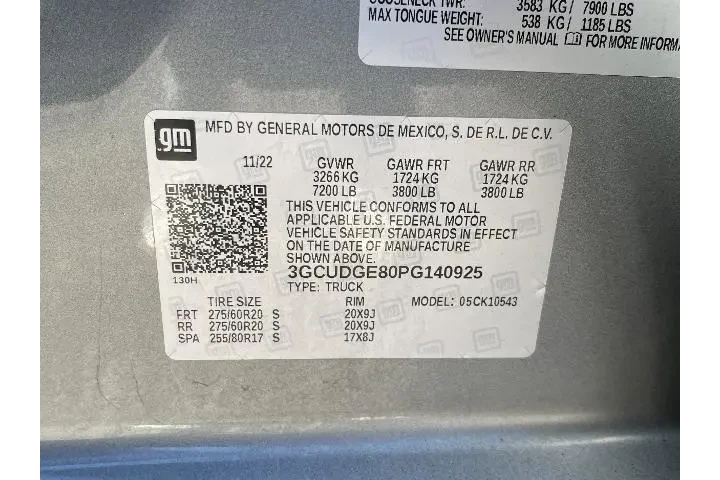 3583 KG/ 7900 LBS
MAX TONGUE WEIGHT: 538 KG/ 1185 LBS
SEE OWNER'S MANUAL FOR MORE INFORMA
gm MFD BY GENERAL MOTORS DE MEXICO, S. DE R.L. DE C.V.
11/22 GVWR GAWR FRT GAWR RR
3266 KG 1724 KG 1724 KG
7200 LB 3800 LB 3800 LB
THIS VEHICLE CONFORMS TO ALL
APPLICABLE U.S. FEDERAL MOTOR
VEHICLE SAFETY STANDARDS IN EFFECT
ON THE DATE OF MANUFACTURE SHOWN ABOVE.
130H 3GCUDGE80PG140925
TYPE: TRUCK
TIRE SIZE RIM MODEL: 05CK10543
FRT 275/60R20 S 20X9J
RR 275/60R20 S 20X9J
SPA 255/80R17 S 17X8J